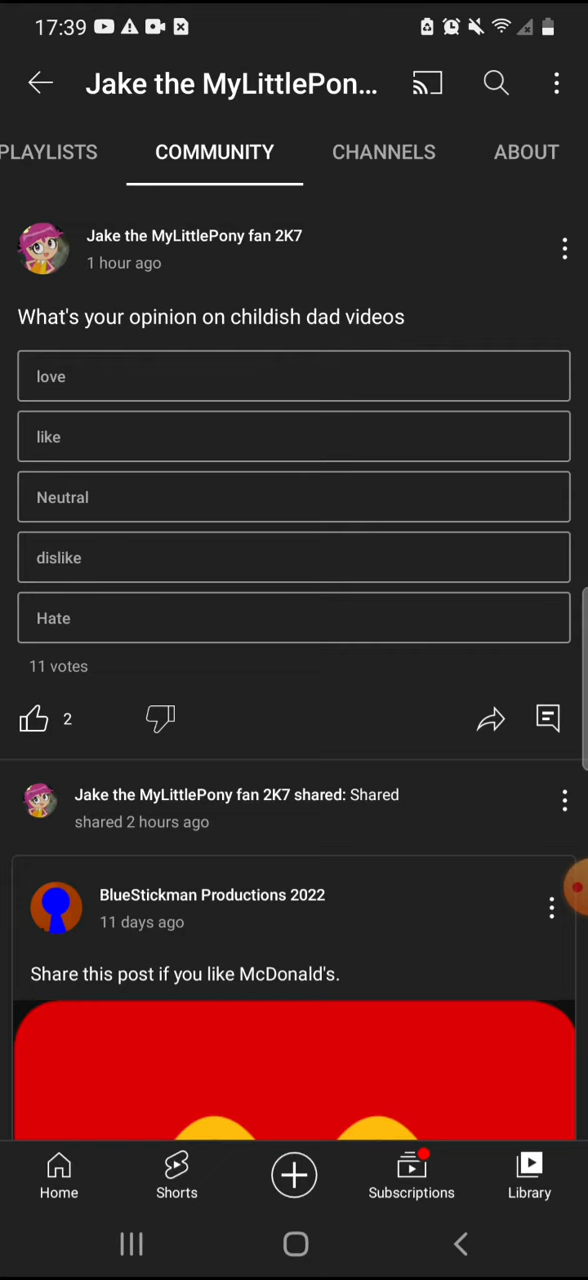 17:39
Jake the MyLittlePon...
PLAYLISTS COMMUNITY CHANNELS ABOUT
Jake the MyLittlePony fan 2K7
1 hour ago
What's your opinion on childish dad videos
love
like
Neutral
dislike
Hate
11 votes
2
Jake the MyLittlePony fan 2K7 shared: Shared
shared 2 hours ago
BlueStickman Productions 2022
11 days ago
Share this post if you like McDonald's.
Home Shorts Subscriptions Library